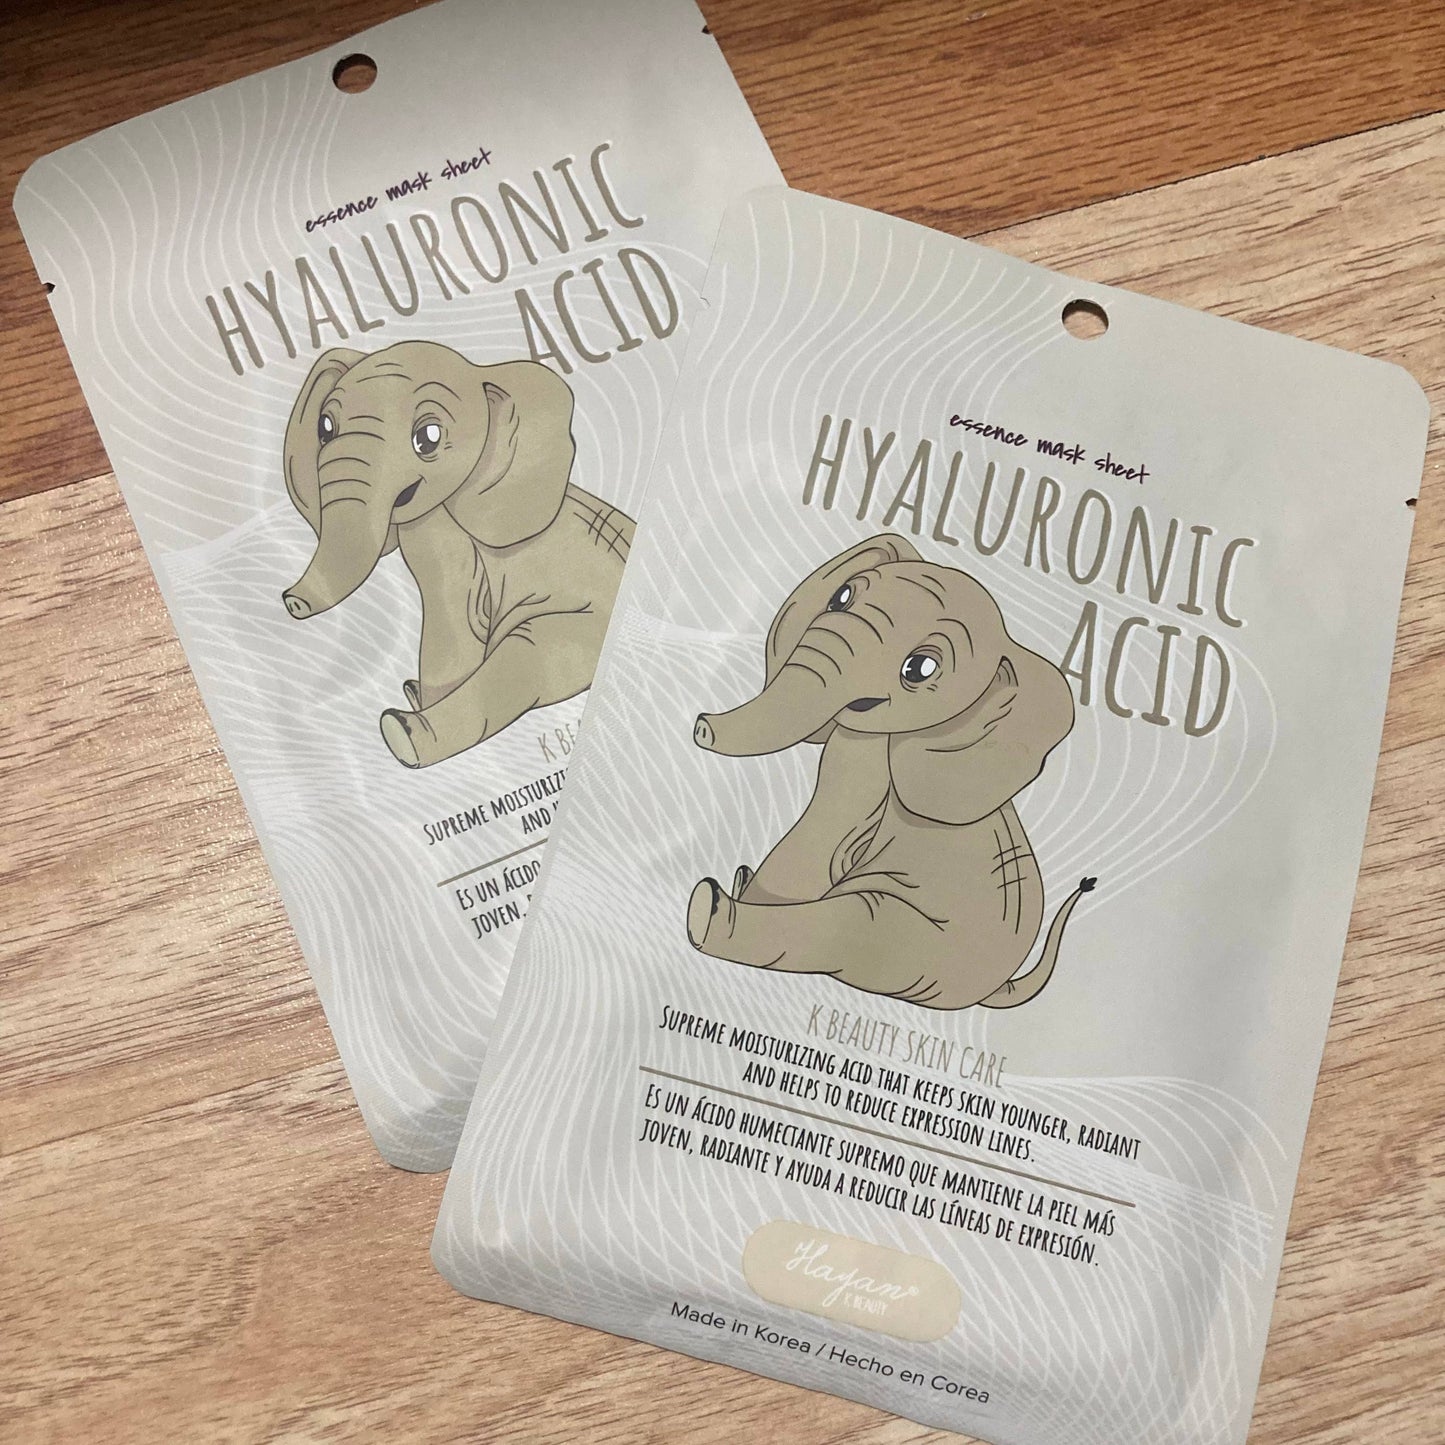 essence mask sheet
HYALURONIC
ACID
K BE
SUPREME MOISTURIZI
AND
ES UN ÁCIDO
JOVEN,
essence mask sheet
HYALURONIC
ACID
K BEAUTY SKIN CARE
SUPREME MOISTURIZING ACID THAT KEEPS SKIN YOUNGER, RADIANT
AND HELPS TO REDUCE EXPRESSION LINES.
ES UN ÁCIDO HUMECTANTE SUPREMO QUE MANTIENE LA PIEL MÁS
JOVEN, RADIANTE Y AYUDA A REDUCIR LAS LÍNEAS DE EXPRESIÓN.
Hayan®
K BEAUTY
Made in Korea / Hecho en Corea